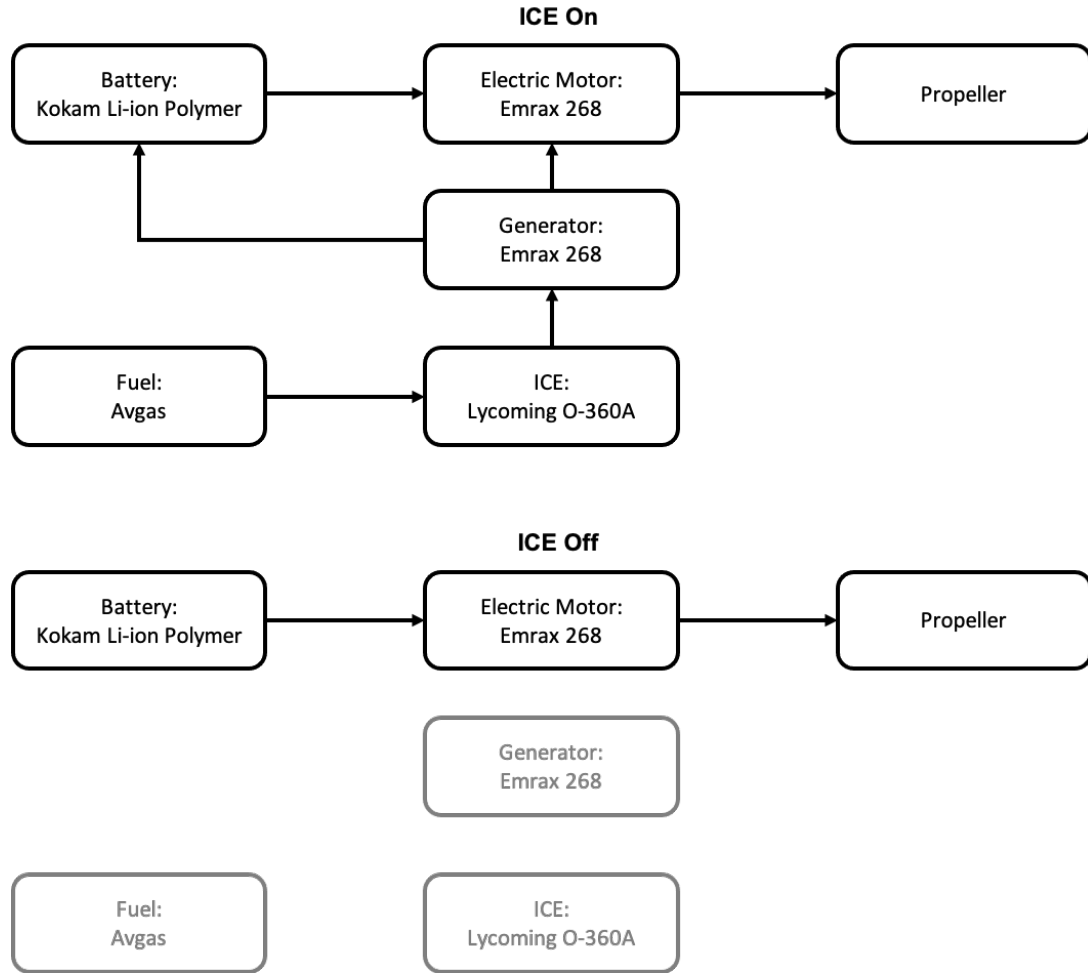 ICE On
Battery:
Kokam Li-ion Polymer
Electric Motor:
Emrax 268
Propeller
Generator:
Emrax 268
Fuel:
Avgas
ICE:
Lycoming O-360A
ICE Off
Battery:
Kokam Li-ion Polymer
Electric Motor:
Emrax 268
Propeller
Generator:
Emrax 268
Fuel:
Avgas
ICE:
Lycoming O-360A